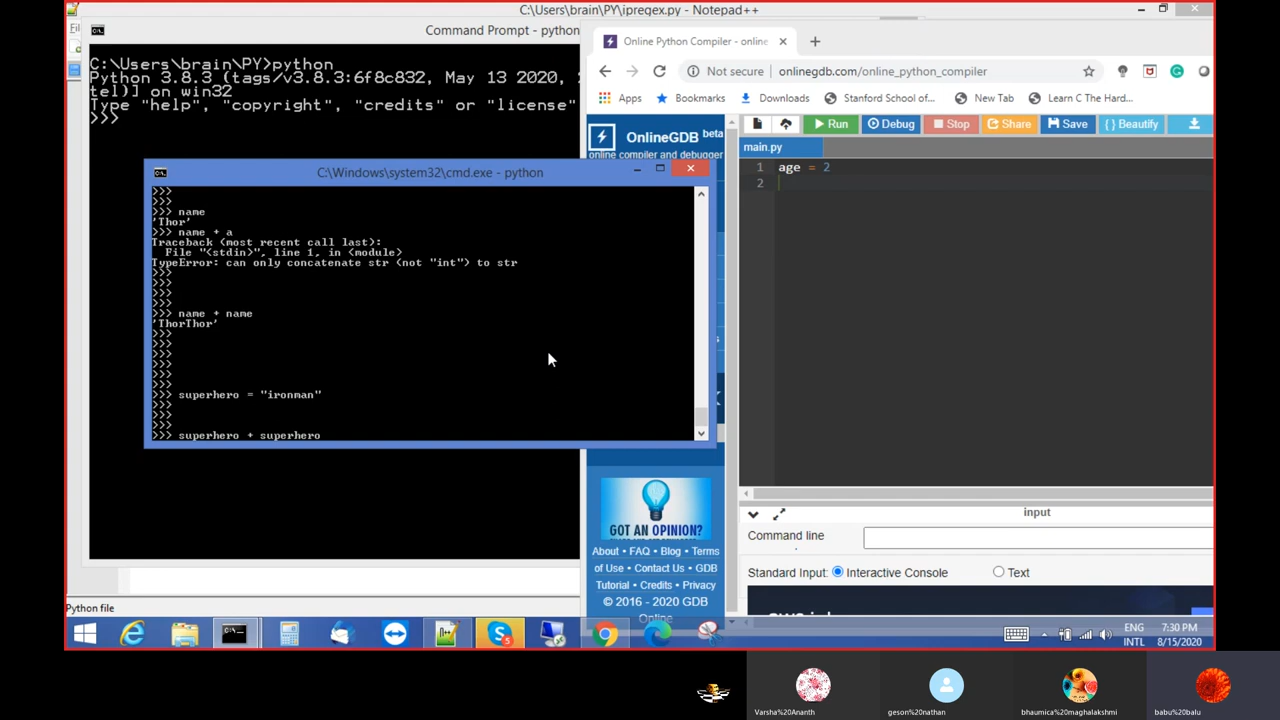 C:\Users\brain\PY\ipregex.py - Notepad++
Command Prompt - python
C:\Users\brain\PY>python
Python 3.8.3 (tags/v3.8.3:6f8c832, May 13 2020,
tel)] on win32
Type "help", "copyright", "credits" or "license"
>>>
C:\Windows\system32\cmd.exe - python
>>>
>>>
>>> name
'Thor'
>>> name + a
Traceback (most recent call last):
File "<stdin>", line 1, in <module>
TypeError: can only concatenate str (not "int") to str
>>>
>>>
>>>
>>>
>>> name + name
'ThorThor'
>>>
>>>
>>>
>>>
>>>
>>>
>>> superhero = "ironman"
>>>
>>>
>>>
>>> superhero + superhero
Online Python Compiler - online
Not secure
onlinegdb.com/online_python_compiler
Apps
Bookmarks
Downloads
Stanford School of...
New Tab
Learn C The Hard...
OnlineGDB beta
online compiler and debugger
Run
Debug
Stop
Share
Save
{ } Beautify
main.py
1 age = 2
2
GOT AN OPINION?
About • FAQ • Blog • Terms
of Use • Contact Us • GDB
Tutorial • Credits • Privacy
© 2016 - 2020 GDB
Online
input
Command line
Standard Input:
Interactive Console
Text
Python file
ENG
INTL
7:30 PM
8/15/2020
Varsha%20Ananth
geson%20nathan
bhaumica%20maghalakshmi
babu%20balu